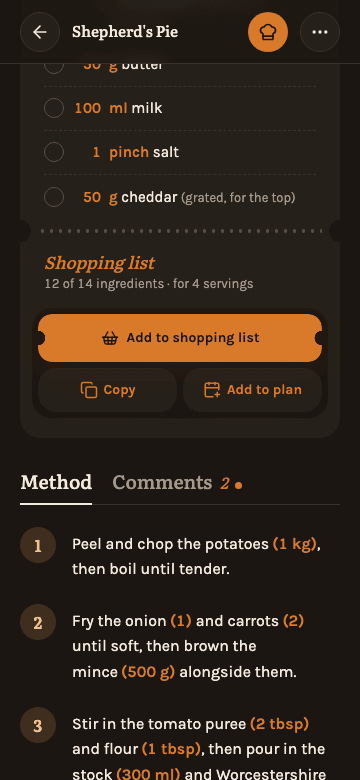 Shepherd's Pie
50 g butter
100 ml milk
1 pinch salt
50 g cheddar (grated, for the top)
Shopping list
12 of 14 ingredients · for 4 servings
Add to shopping list
Copy
Add to plan
Method
Comments 2
1
Peel and chop the potatoes (1 kg),
then boil until tender.
2
Fry the onion (1) and carrots (2)
until soft, then brown the
mince (500 g) alongside them.
3
Stir in the tomato puree (2 tbsp)
and flour (1 tbsp), then pour in the
stock (300 ml) and Worcestershire